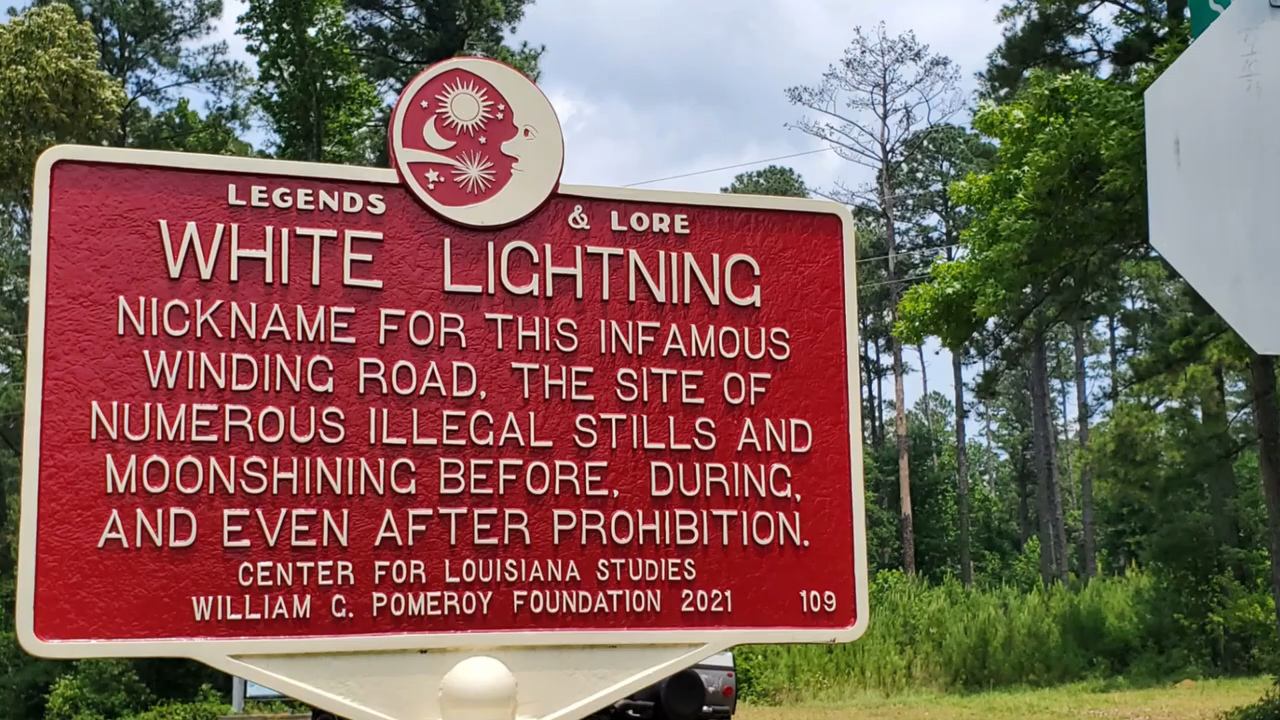 LEGENDS & LORE
WHITE LIGHTNING
NICKNAME FOR THIS INFAMOUS
WINDING ROAD, THE SITE OF
NUMEROUS ILLEGAL STILLS AND
MOONSHINING BEFORE, DURING,
AND EVEN AFTER PROHIBITION.
CENTER FOR LOUISIANA STUDIES
WILLIAM G. POMEROY FOUNDATION 2021 109